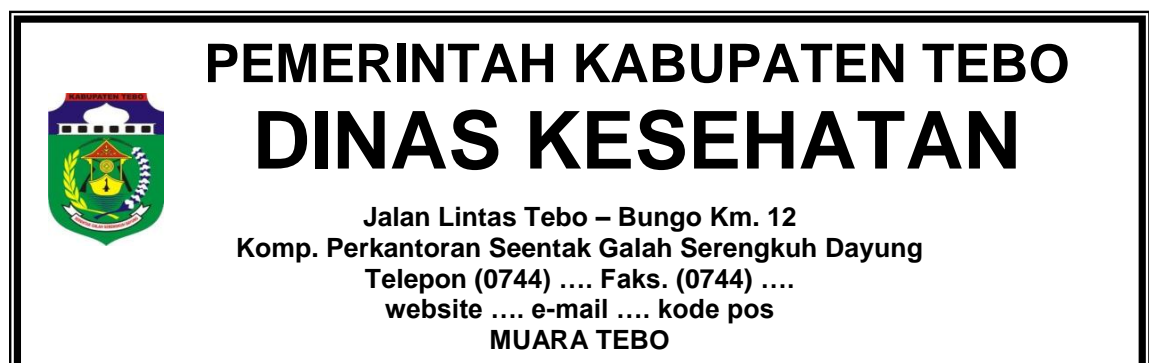 PEMERINTAH KABUPATEN TEBO
DINAS KESEHATAN
KABUPATEN TEBO
Jalan Lintas Tebo – Bungo Km. 12
Komp. Perkantoran Seentak Galah Serengkuh Dayung
Telepon (0744) …. Faks. (0744) ….
website …. e-mail …. kode pos
MUARA TEBO